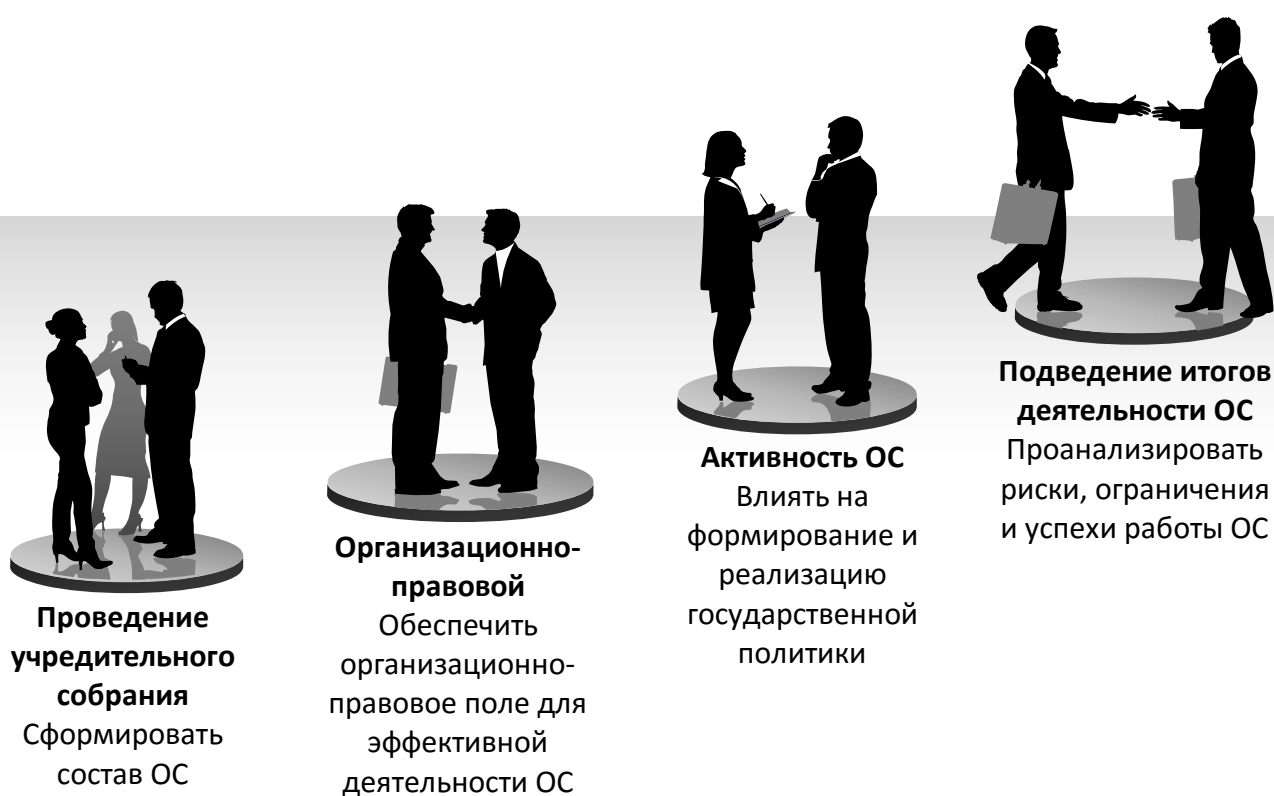 Проведение
учредительного
собрания
Сформировать
состав ОС
Организационно-
правовой
Обеспечить
организационно-
правовое поле для
эффективной
деятельности ОС
Активность ОС
Влиять на
формирование и
реализацию
государственной
политики
Подведение итогов
деятельности ОС
Проанализировать
риски, ограничения
и успехи работы ОС